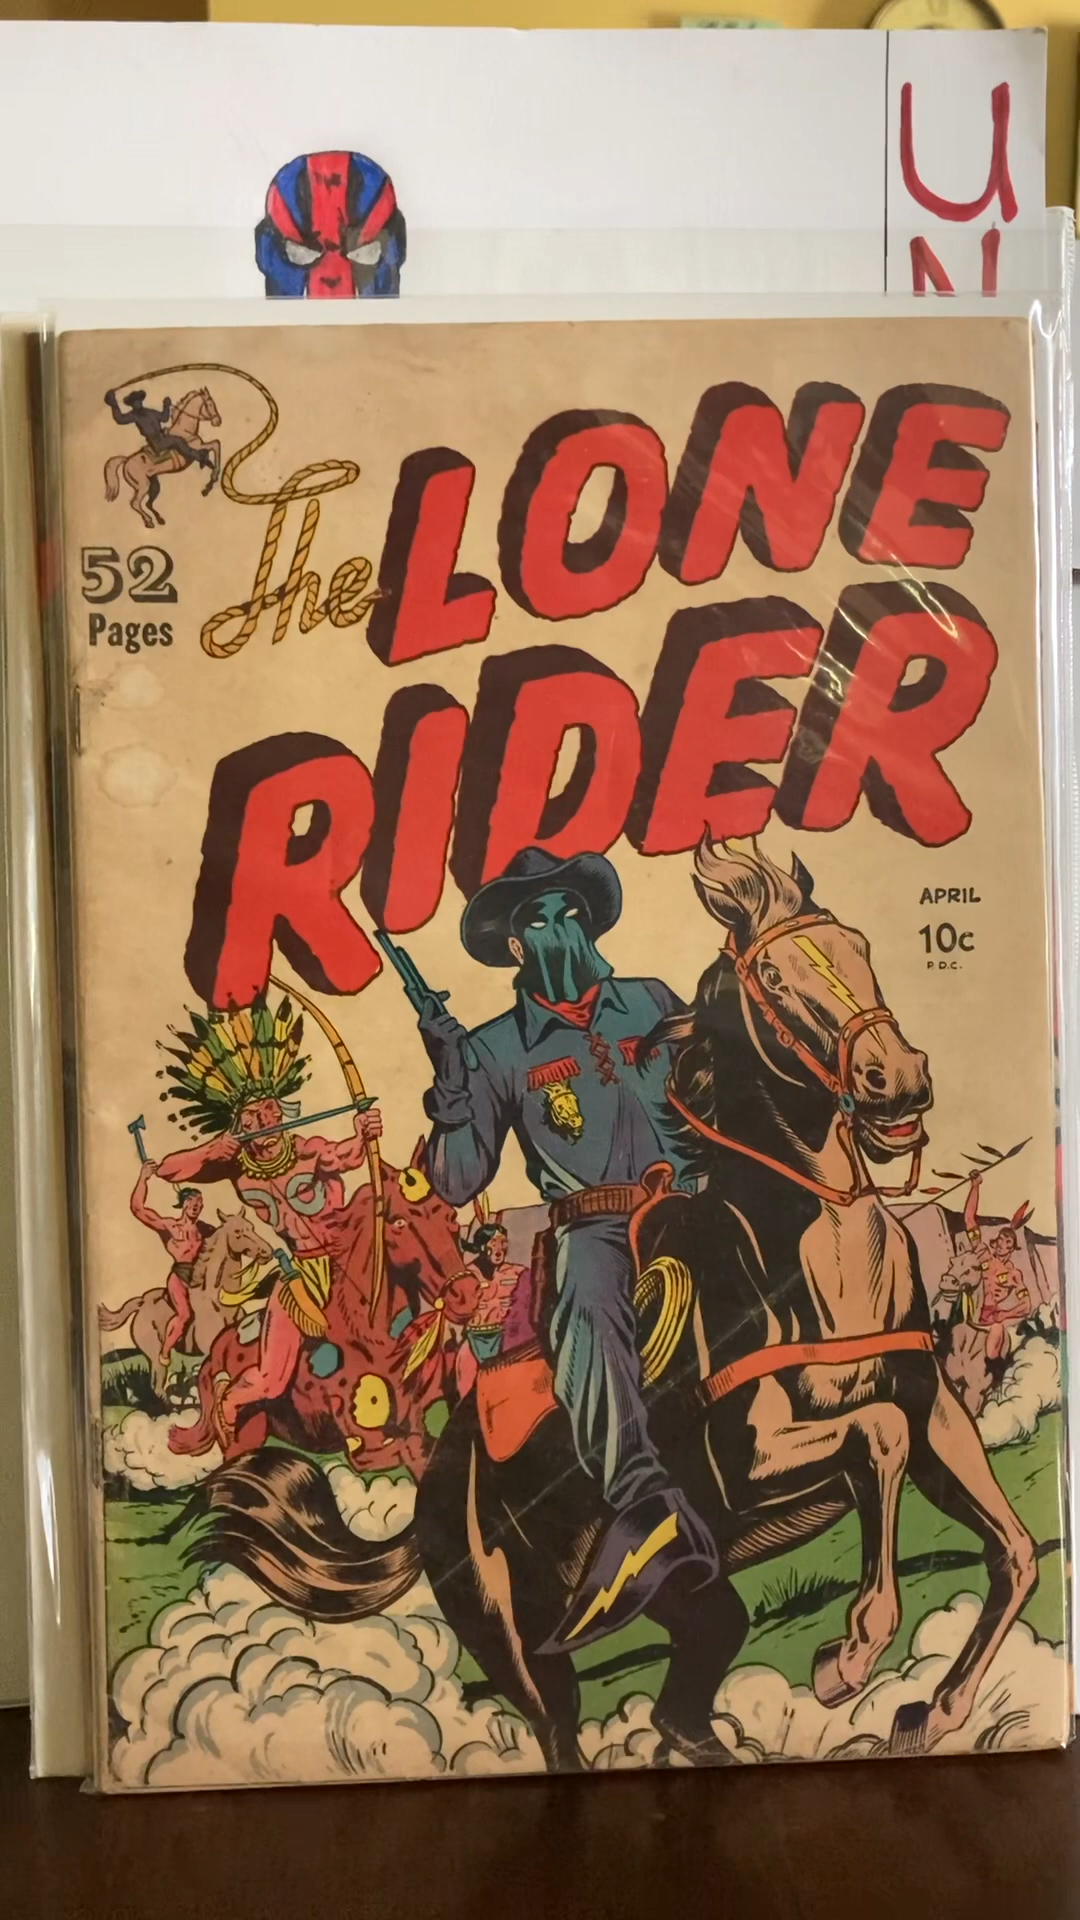 U
N
The LONE
RIDER
52
Pages
APRIL
10c
P.D.C.